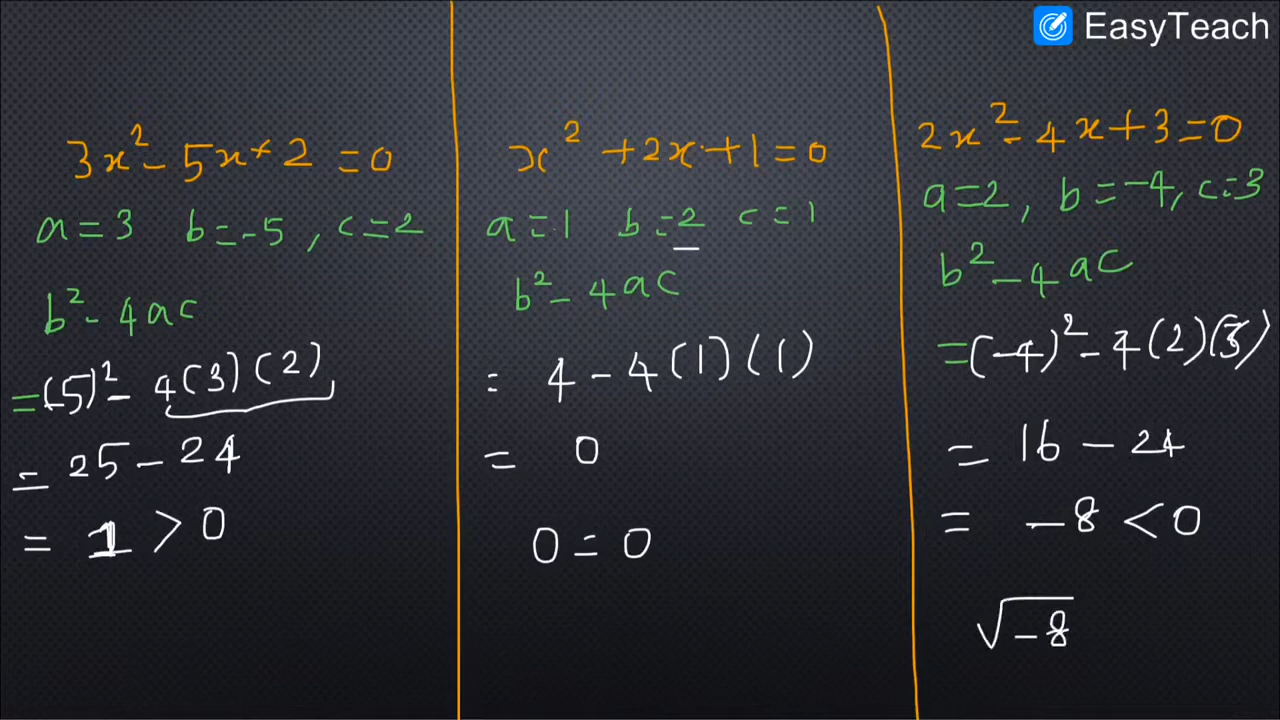 EasyTeach
3x² - 5x + 2 = 0
a = 3 b = -5 , c = 2
b² - 4ac
= (-5)² - 4(3)(2)
= 25 - 24
= 1 > 0
x² + 2x + 1 = 0
a = 1 b = 2 c = 1
b² - 4ac
= 4 - 4(1)(1)
= 0
0 = 0
2x² - 4x + 3 = 0
a = 2, b = -4, c = 3
b² - 4ac
= (-4)² - 4(2)(3)
= 16 - 24
= -8 < 0
√-8